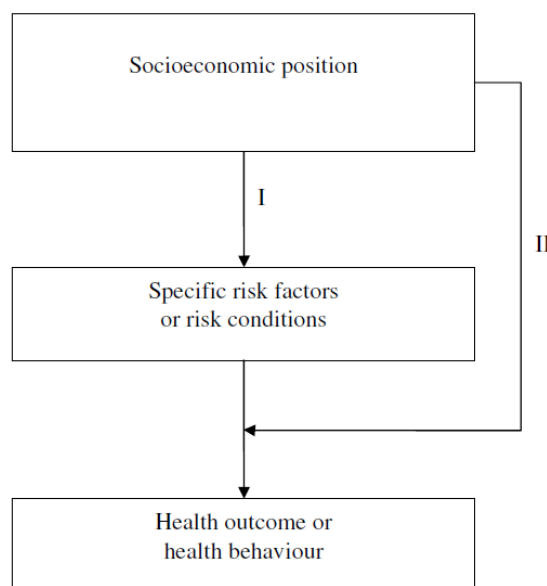 Socioeconomic position
I
Specific risk factors
or risk conditions
II
Health outcome or
health behaviour